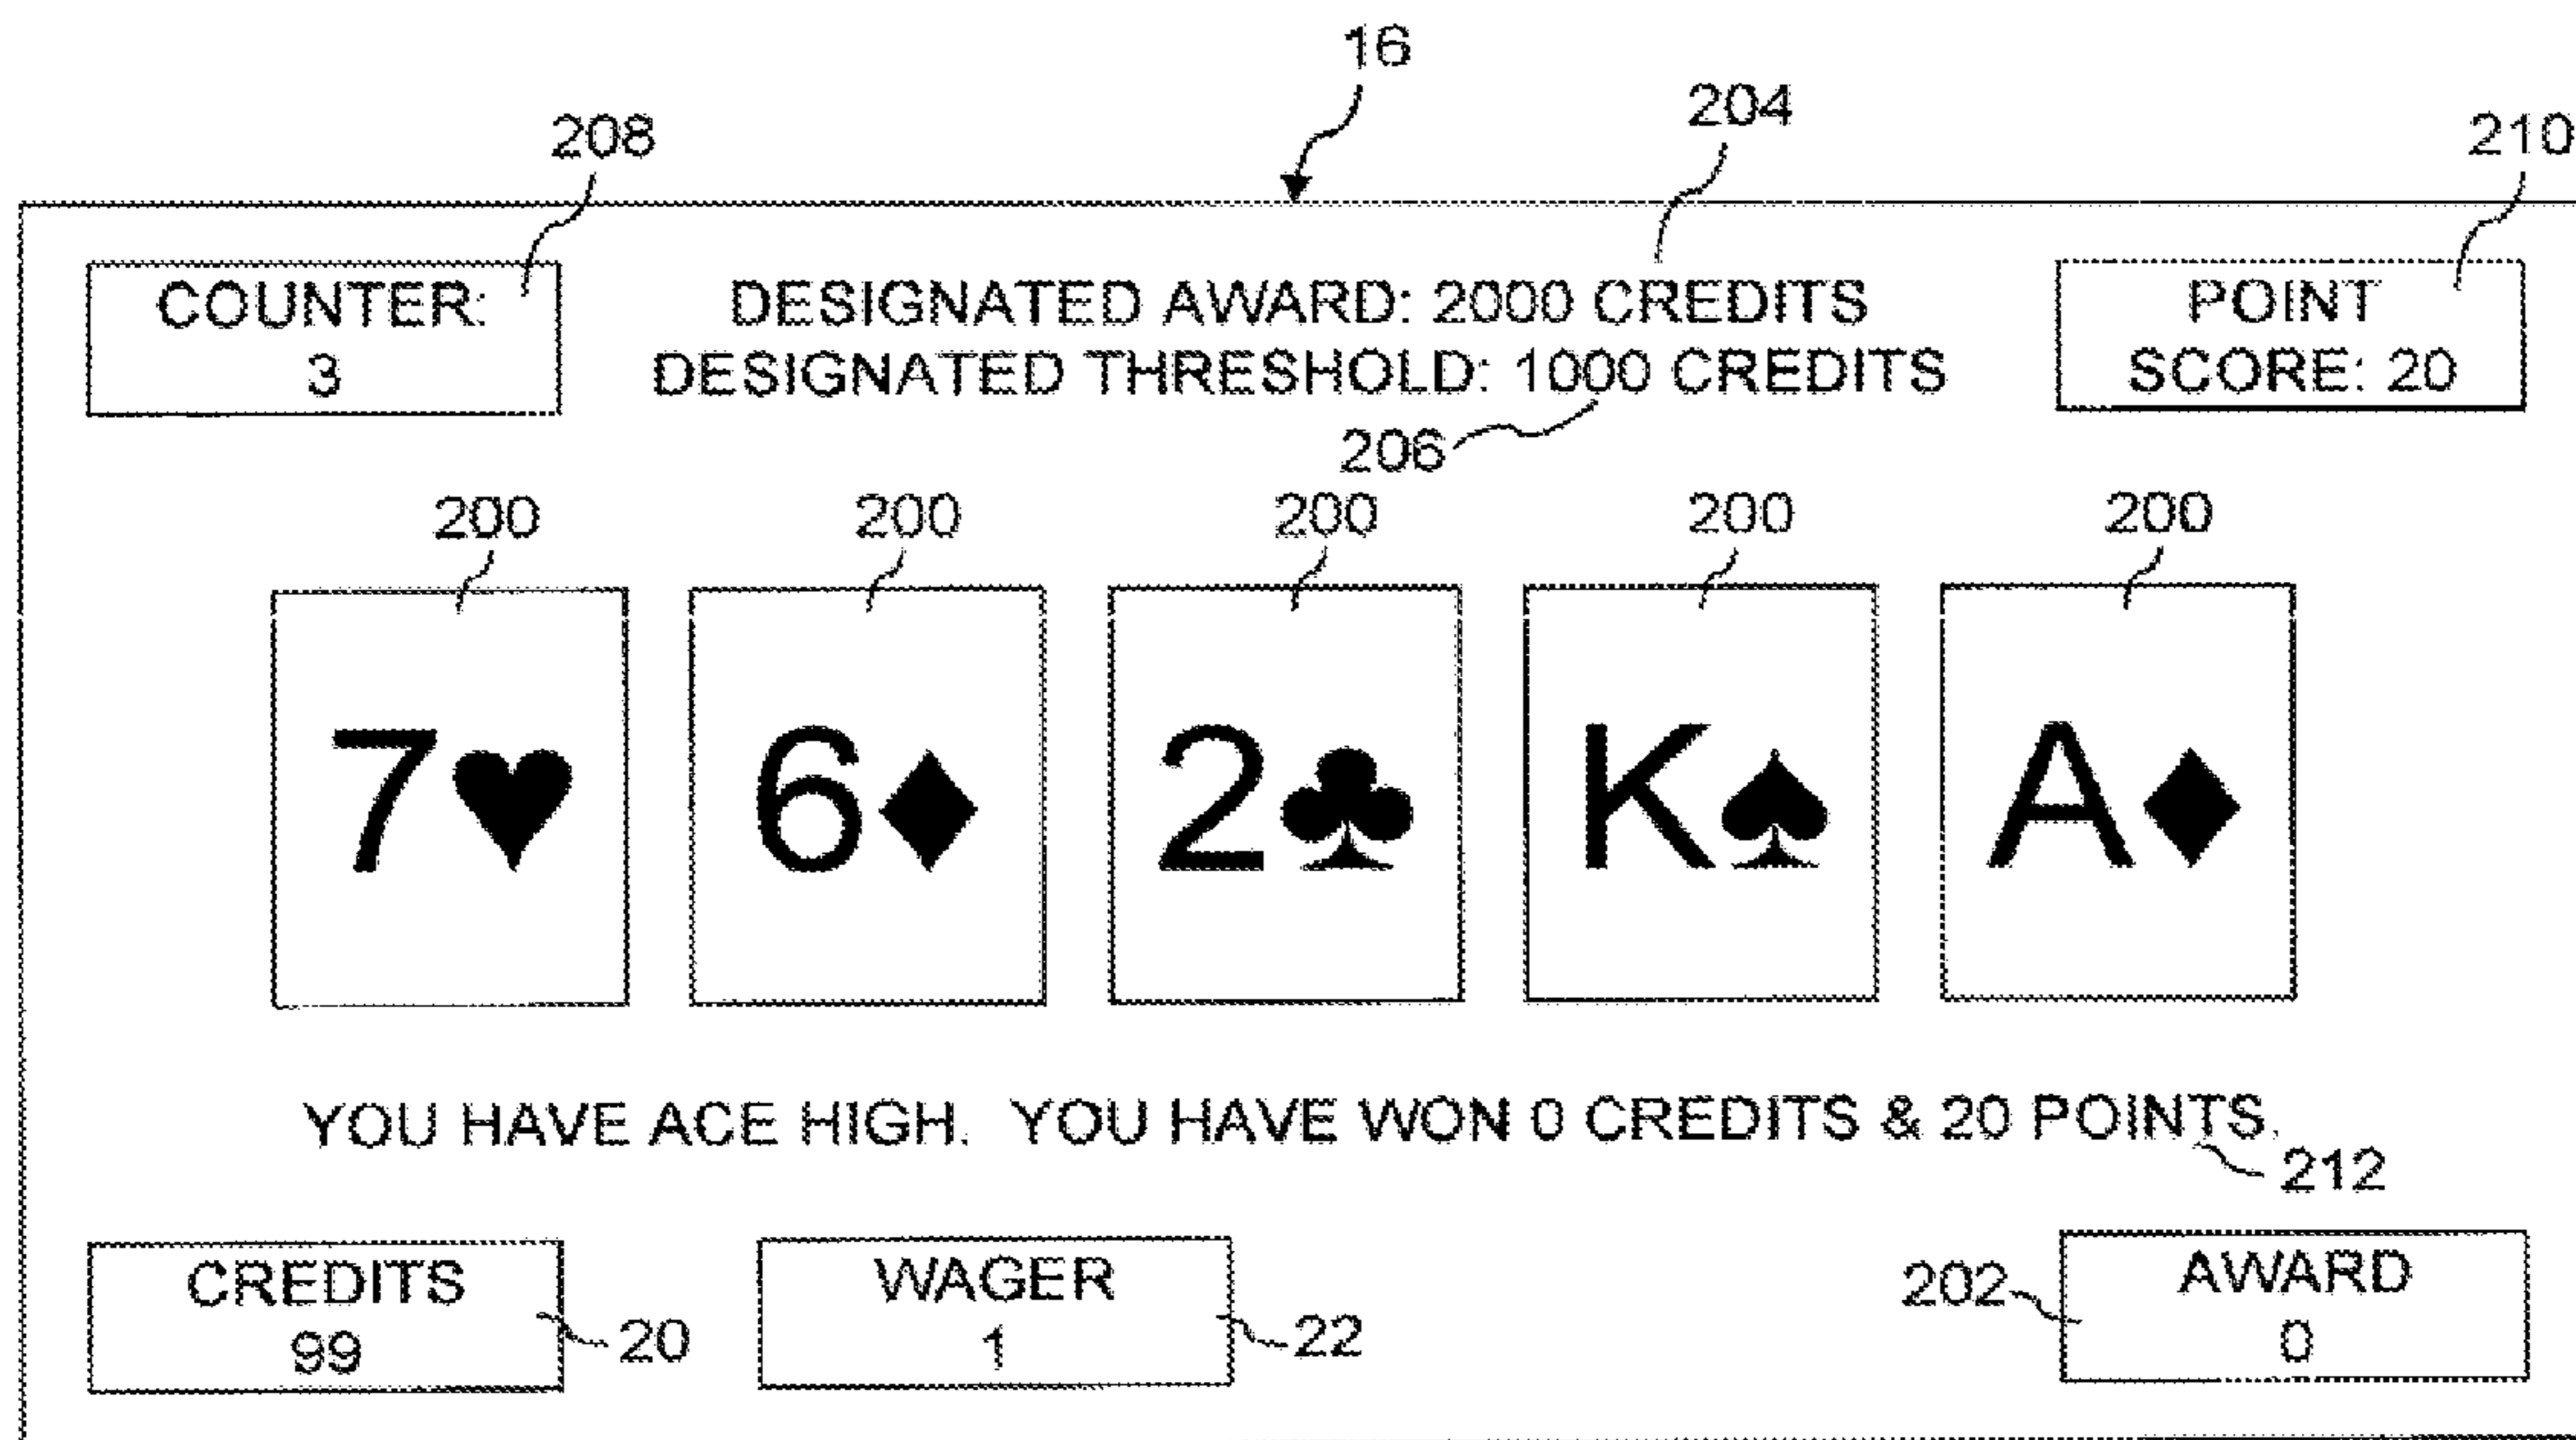 16
204
208
210
COUNTER:
3
DESIGNATED AWARD: 2000 CREDITS
DESIGNATED THRESHOLD: 1000 CREDITS
POINT
SCORE: 20
206
200 200 200 200 200
7♥ 6♦ 2♣ K♠ A♦
YOU HAVE ACE HIGH. YOU HAVE WON 0 CREDITS & 20 POINTS.
212
CREDITS
99
20
WAGER
1
22
202
AWARD
0